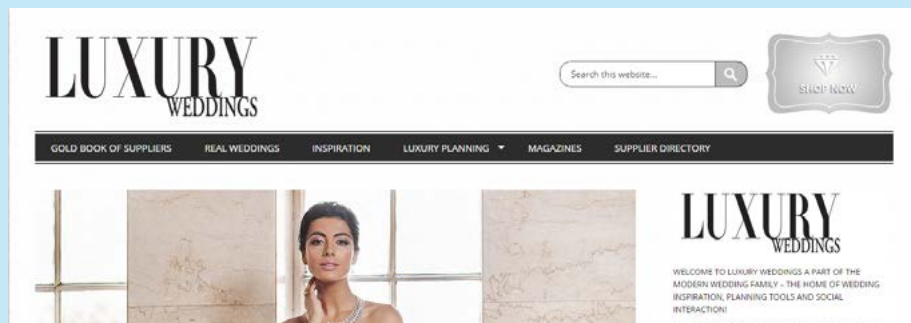 LUXURY
WEDDINGS
Search this website...
SHOP NOW
GOLD BOOK OF SUPPLIERS REAL WEDDINGS INSPIRATION LUXURY PLANNING MAGAZINES SUPPLIER DIRECTORY
LUXURY
WEDDINGS
WELCOME TO LUXURY WEDDINGS A PART OF THE
MODERN WEDDING FAMILY – THE HOME OF WEDDING
INSPIRATION, PLANNING TOOLS AND SOCIAL
INTERACTION!